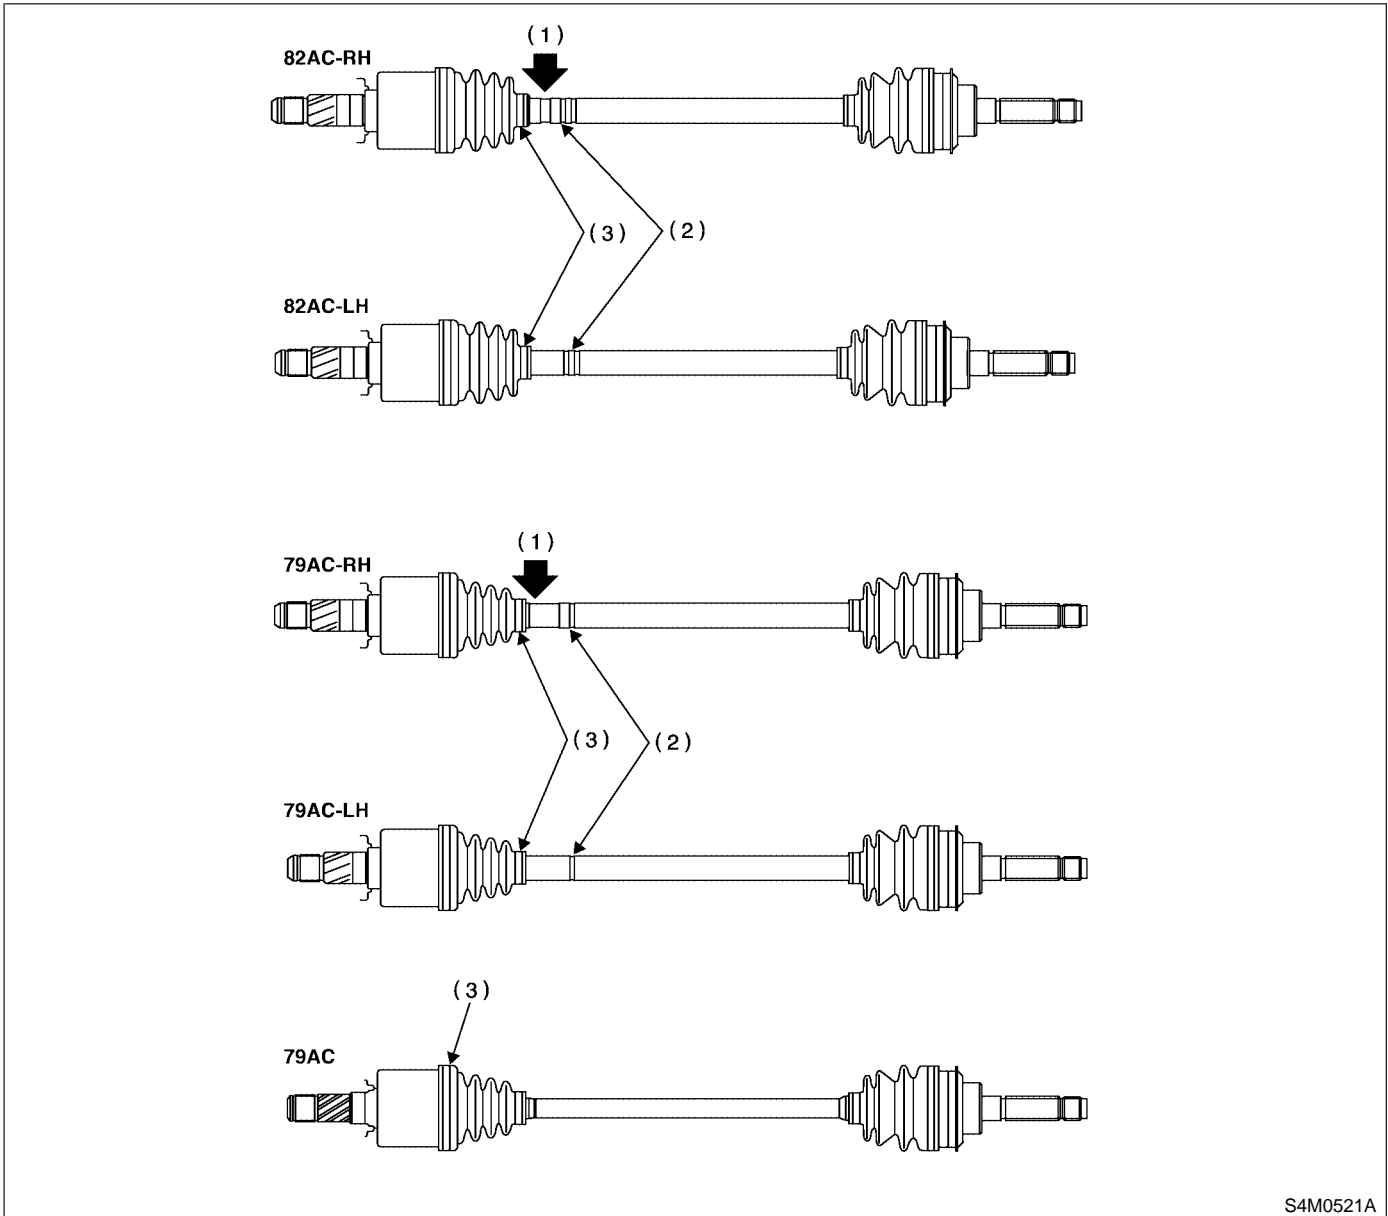 (1)
82AC-RH
(3)
(2)
82AC-LH
(1)
79AC-RH
(3)
(2)
79AC-LH
(3)
79AC
S4M0521A